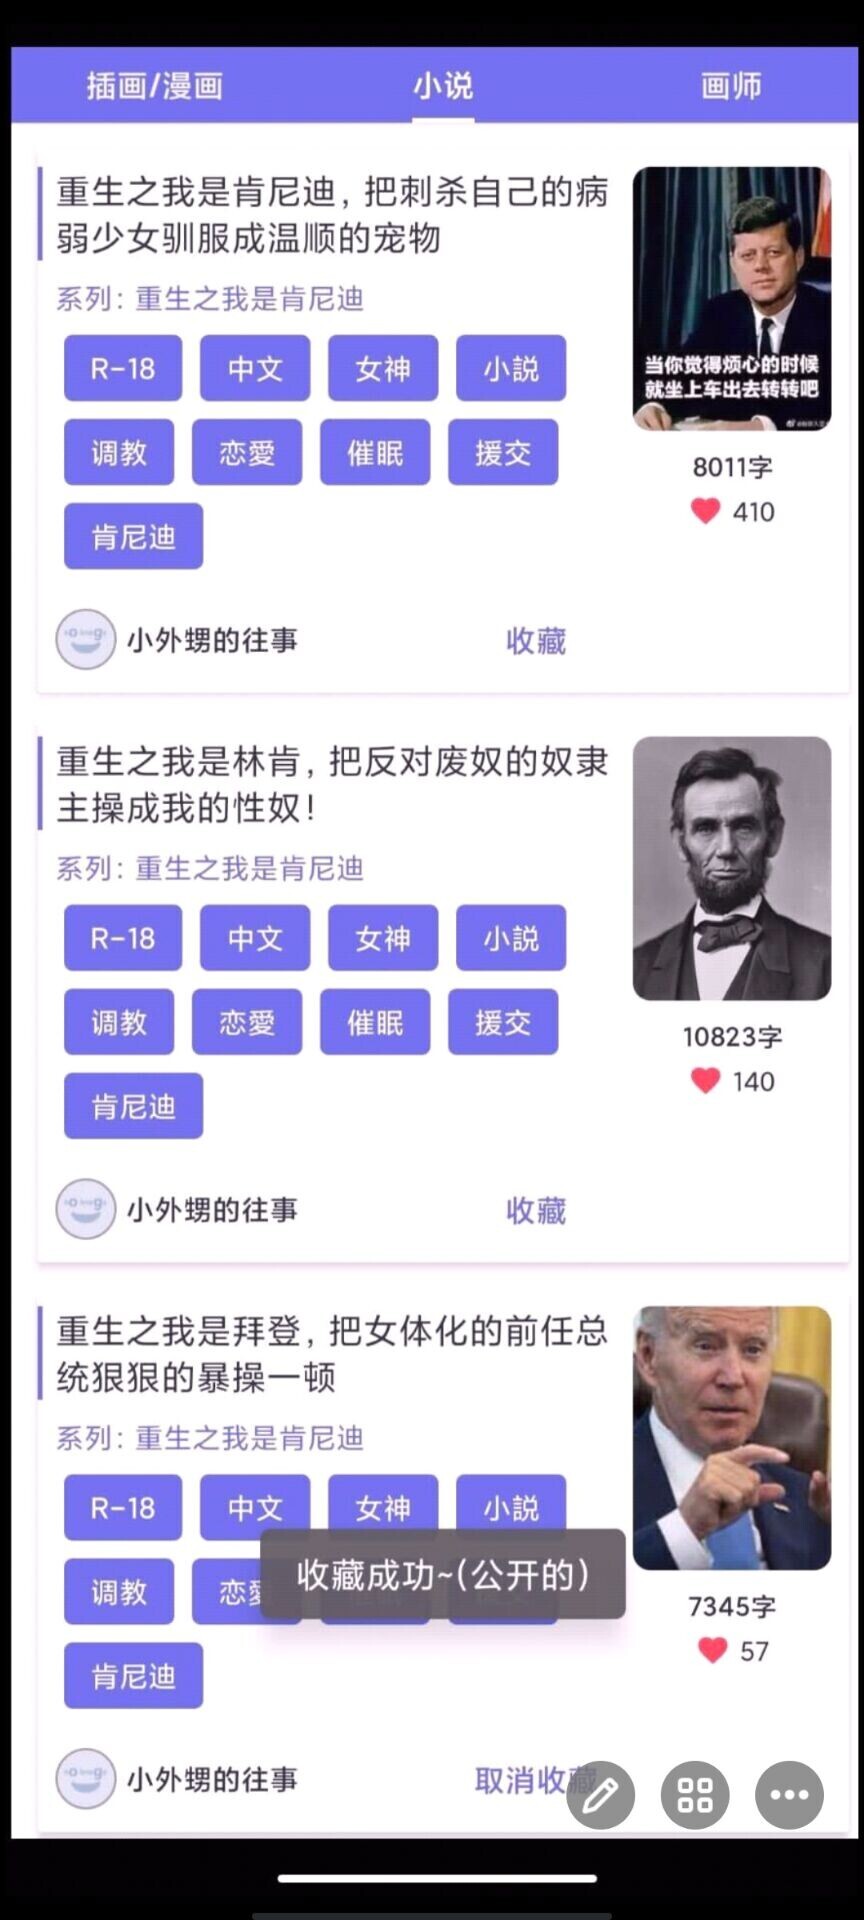 插画/漫画 小说 画师
重生之我是肯尼迪，把刺杀自己的病
弱少女驯服成温顺的宠物
系列：重生之我是肯尼迪
R-18 中文 女神 小説
调教 恋愛 催眠 援交
肯尼迪
当你觉得烦心的时候
就坐上车出去转转吧
8011字
410
小外甥的往事 收藏
重生之我是林肯，把反对废奴的奴隶
主操成我的性奴！
系列：重生之我是肯尼迪
R-18 中文 女神 小説
调教 恋愛 催眠 援交
肯尼迪
10823字
140
小外甥的往事 收藏
重生之我是拜登，把女体化的前任总
统狠狠的暴操一顿
系列：重生之我是肯尼迪
R-18 中文 女神 小説
调教 恋愛
收藏成功~(公开的)
肯尼迪
7345字
57
小外甥的往事 取消收藏